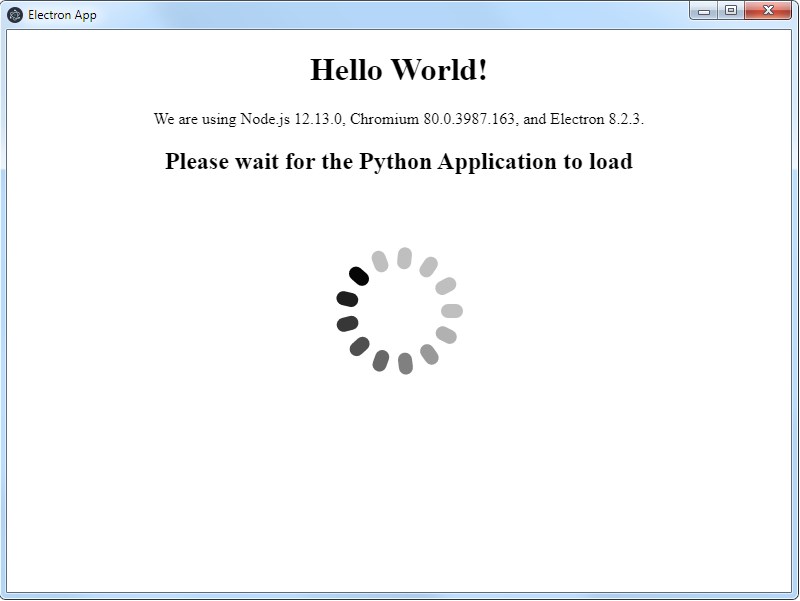 Electron App
Hello World!
We are using Node.js 12.13.0, Chromium 80.0.3987.163, and Electron 8.2.3.
Please wait for the Python Application to load